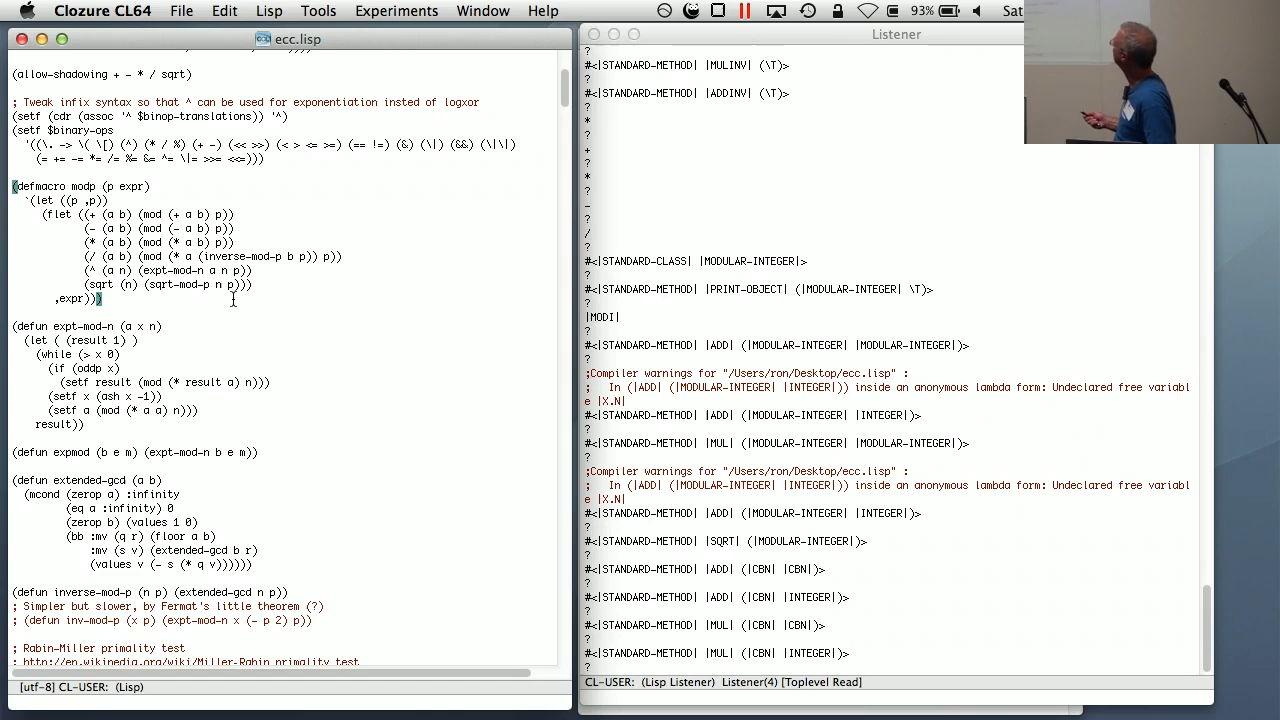 Clozure CL64 File Edit Lisp Tools Experiments Window Help 93% Sat
ecc.lisp
(allow-shadowing + - * / sqrt)
; Tweak infix syntax so that ^ can be used for exponentiation insted of logxor
(setf (cdr (assoc '^ $binop-translations)) '^)
(setf $binary-ops
'((\. -> \( \[) (^) (* / %) (+ -) (<< >>) (< > <= >=) (== !=) (&) (\|) (&&) (\|\|)
(= += -= *= /= %= &= ^= \|= >>= <<=)))
(defmacro modp (p expr)
`(let ((p ,p))
(flet ((+ (a b) (mod (+ a b) p))
(- (a b) (mod (- a b) p))
(* (a b) (mod (* a b) p))
(/ (a b) (mod (* a (inverse-mod-p b p)) p))
(^ (a n) (expt-mod-n a n p))
(sqrt (n) (sqrt-mod-p n p)))
,expr)))
(defun expt-mod-n (a x n)
(let ( (result 1) )
(while (> x 0)
(if (oddp x)
(setf result (mod (* result a) n)))
(setf x (ash x -1))
(setf a (mod (* a a) n)))
result))
(defun expmod (b e m) (expt-mod-n b e m))
(defun extended-gcd (a b)
(mcond (zerop a) :infinity
(eq a :infinity) 0
(zerop b) (values 1 0)
(bb :mv (q r) (floor a b)
:mv (s v) (extended-gcd b r)
(values v (- s (* q v))))))
(defun inverse-mod-p (n p) (extended-gcd n p))
; Simpler but slower, by Fermat's little theorem (?)
; (defun inv-mod-p (x p) (expt-mod-n x (- p 2) p))
; Rabin-Miller primality test
; http://en.wikipedia.org/wiki/Miller-Rabin primality test
[utf-8] CL-USER: (Lisp)
Listener
?
#<|STANDARD-METHOD| |MULINV| (\T)>
?
#<|STANDARD-METHOD| |ADDINV| (\T)>
?
*
?
+
?
*
?
-
?
/
?
#<|STANDARD-CLASS| |MODULAR-INTEGER|>
?
#<|STANDARD-METHOD| |PRINT-OBJECT| (|MODULAR-INTEGER| \T)>
?
|MODI|
?
#<|STANDARD-METHOD| |ADD| (|MODULAR-INTEGER| |MODULAR-INTEGER|)>
?
;Compiler warnings for "/Users/ron/Desktop/ecc.lisp" :
; In (|ADD| (|MODULAR-INTEGER| |INTEGER|)) inside an anonymous lambda form: Undeclared free variabl
e |X.N|
#<|STANDARD-METHOD| |ADD| (|MODULAR-INTEGER| |INTEGER|)>
?
#<|STANDARD-METHOD| |MUL| (|MODULAR-INTEGER| |MODULAR-INTEGER|)>
?
;Compiler warnings for "/Users/ron/Desktop/ecc.lisp" :
; In (|ADD| (|MODULAR-INTEGER| |INTEGER|)) inside an anonymous lambda form: Undeclared free variabl
e |X.N|
#<|STANDARD-METHOD| |ADD| (|MODULAR-INTEGER| |INTEGER|)>
?
#<|STANDARD-METHOD| |SQRT| (|MODULAR-INTEGER|)>
?
#<|STANDARD-METHOD| |ADD| (|CBN| |CBN|)>
?
#<|STANDARD-METHOD| |ADD| (|CBN| |INTEGER|)>
?
#<|STANDARD-METHOD| |MUL| (|CBN| |CBN|)>
?
#<|STANDARD-METHOD| |MUL| (|CBN| |INTEGER|)>
?
CL-USER: (Lisp Listener) Listener(4) [Toplevel Read]